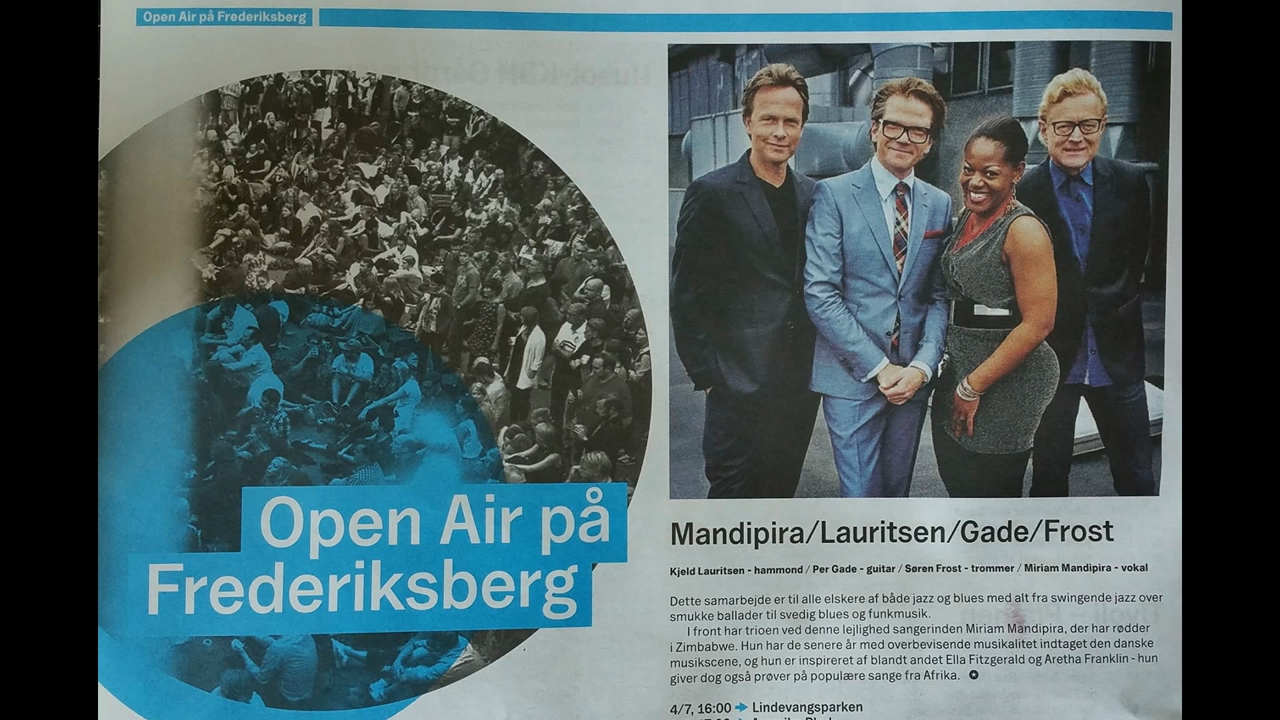 Open Air på Frederiksberg
Open Air på
Frederiksberg
Mandipira/Lauritsen/Gade/Frost
Kjeld Lauritsen - hammond / Per Gade - guitar / Søren Frost - trommer / Miriam Mandipira - vokal
Dette samarbejde er til alle elskere af både jazz og blues med alt fra swingende jazz over
smukke ballader til svedig blues og funkmusik.
I front har trioen ved denne lejlighed sangerinden Miriam Mandipira, der har rødder
i Zimbabwe. Hun har de senere år med overbevisende musikalitet indtaget den danske
musikscene, og hun er inspireret af blandt andet Ella Fitzgerald og Aretha Franklin - hun
giver dog også prøver på populære sange fra Afrika.
4/7, 16:00 → Lindevangsparken